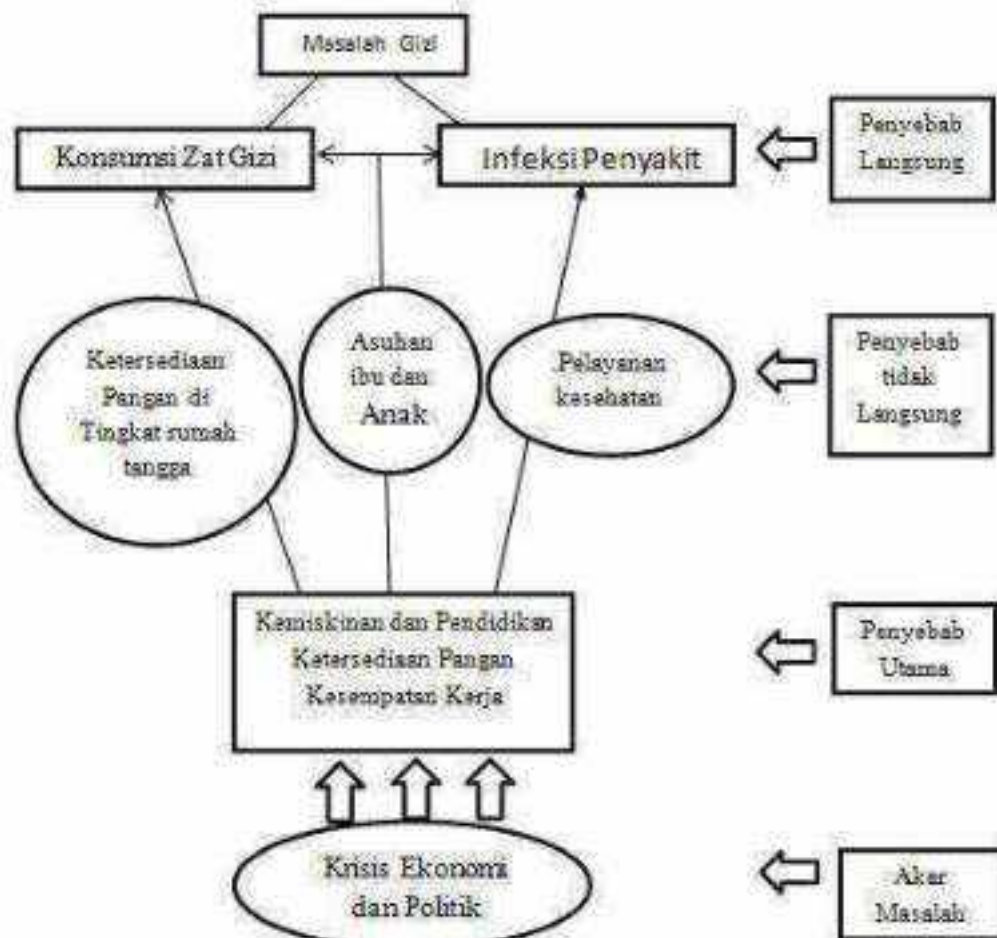 Masalah Gizi
Konsumsi Zat Gizi
Infeksi Penyakit
Penyebab
Langsung
Ketersediaan
Pangan di
Tingkat rumah
tangga
Asuhan
ibu dan
Anak
Pelayanan
kesehatan
Penyebab
tidak
Langsung
Kemiskinan dan Pendidikan
Ketersediaan Pangan
Kesempatan Kerja
Penyebab
Utama
Krisis Ekonomi
dan Politik
Akar
Masalah